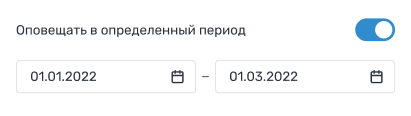 Оповещать в определенный период
01.01.2022 – 01.03.2022